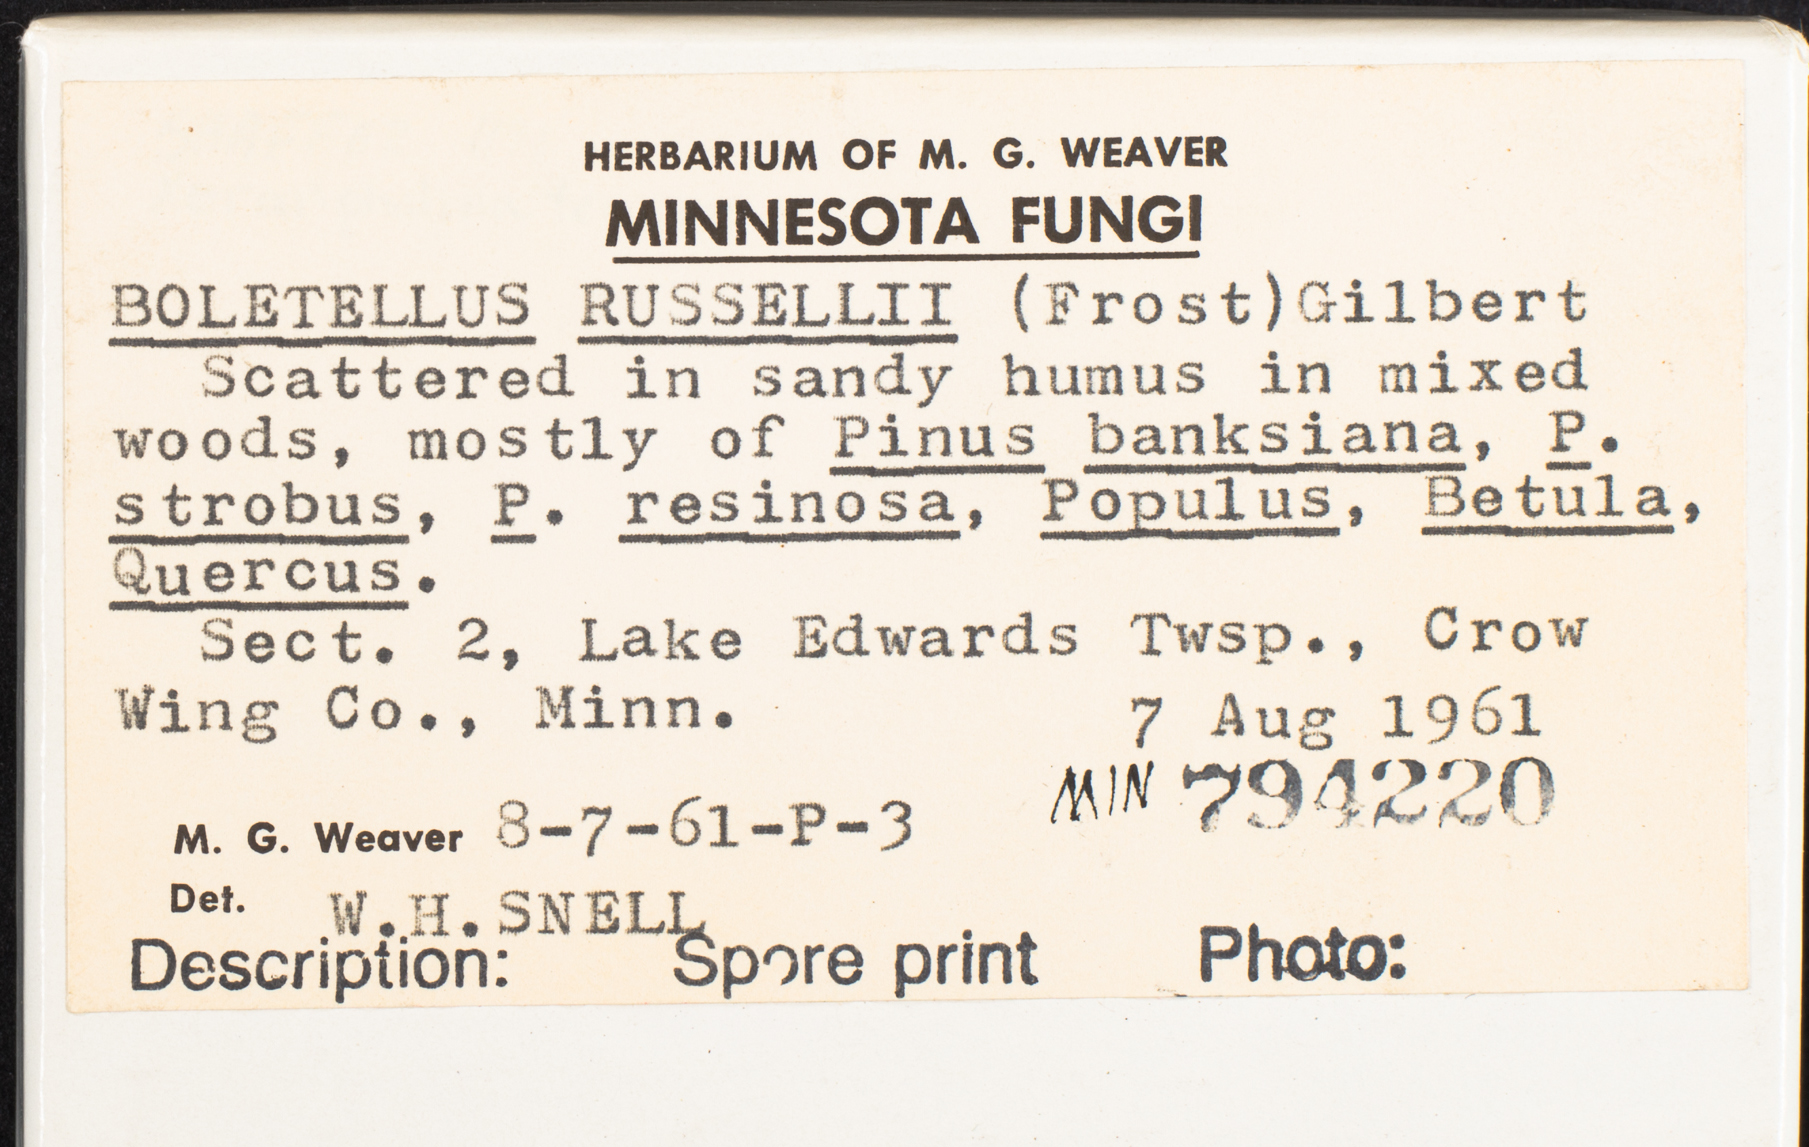 HERBARIUM OF M. G. WEAVER
MINNESOTA FUNGI
BOLETELLUS RUSSELLII (Frost)Gilbert
Scattered in sandy humus in mixed
woods, mostly of Pinus banksiana, P.
strobus, P. resinosa, Populus, Betula,
Quercus.
Sect. 2, Lake Edwards Twsp., Crow
Wing Co., Minn. 7 Aug 1961
MIN 794220
M. G. Weaver 8-7-61-P-3
Det. W.H.SNELL
Description: Spore print Photo: